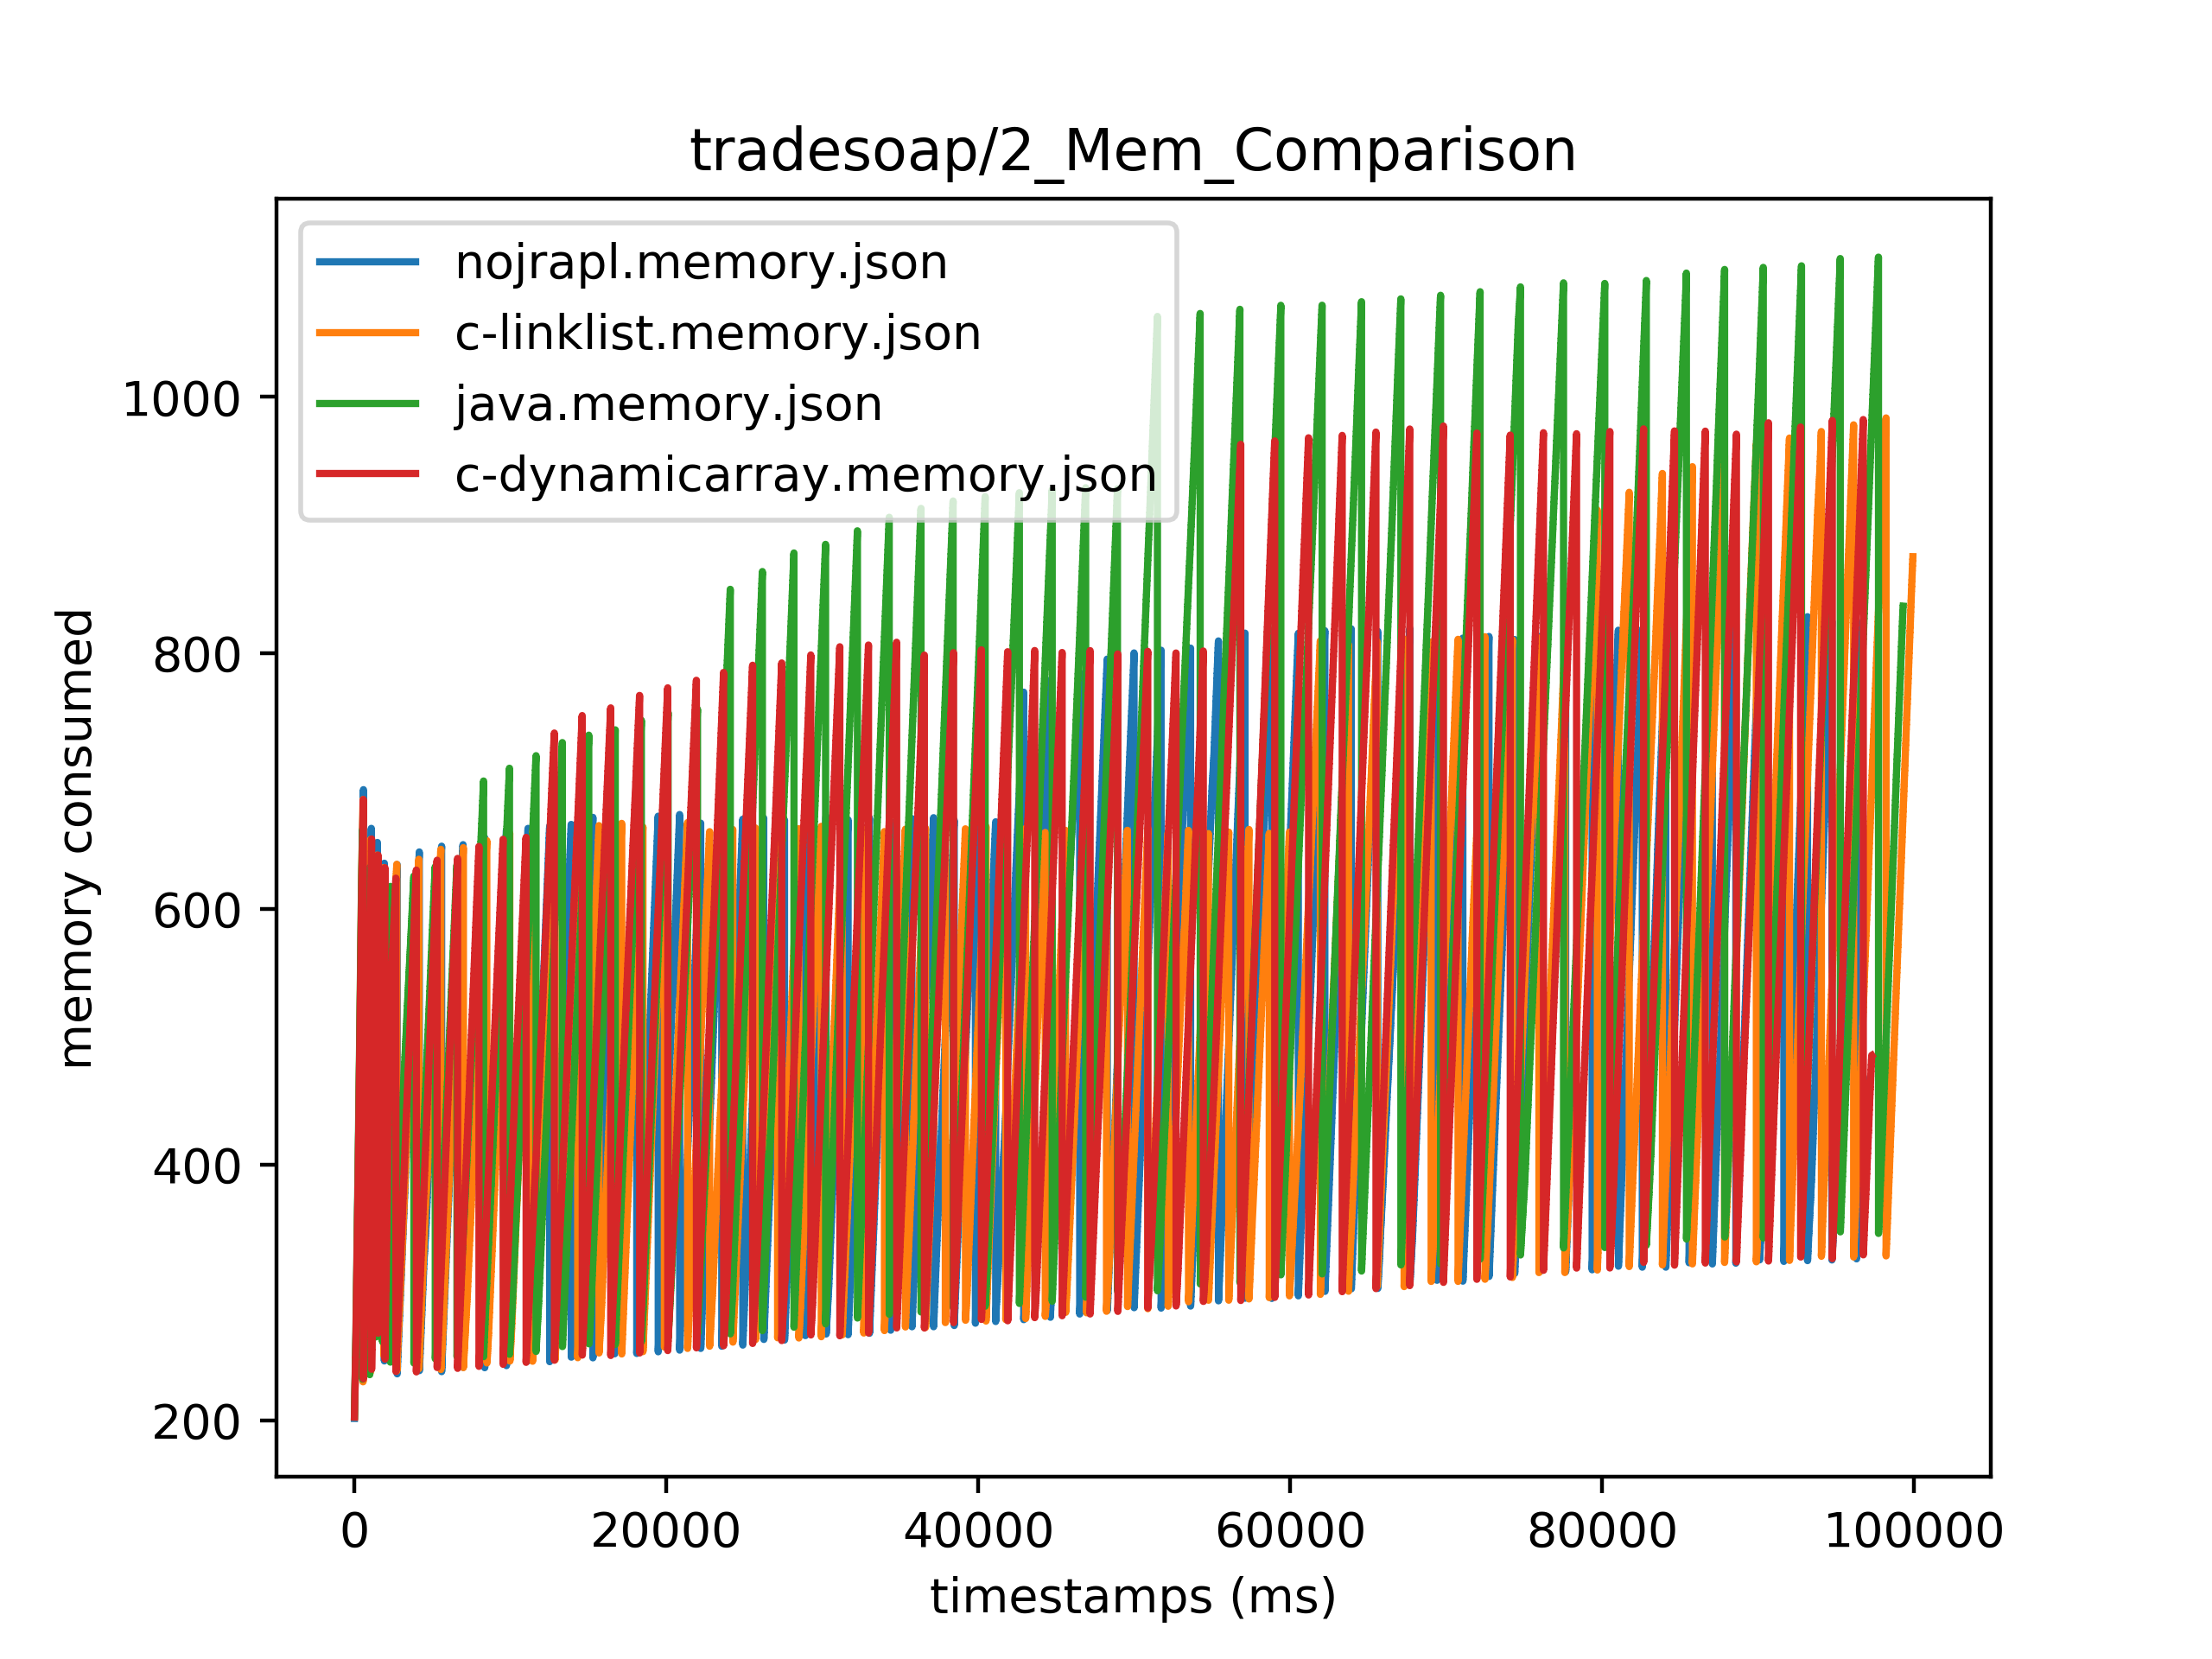 tradesoap/2_Mem_Comparison
nojrapl.memory.json
c-linklist.memory.json
java.memory.json
c-dynamicarray.memory.json
memory consumed
1000
800
600
400
200
0
20000
40000
60000
80000
100000
timestamps (ms)